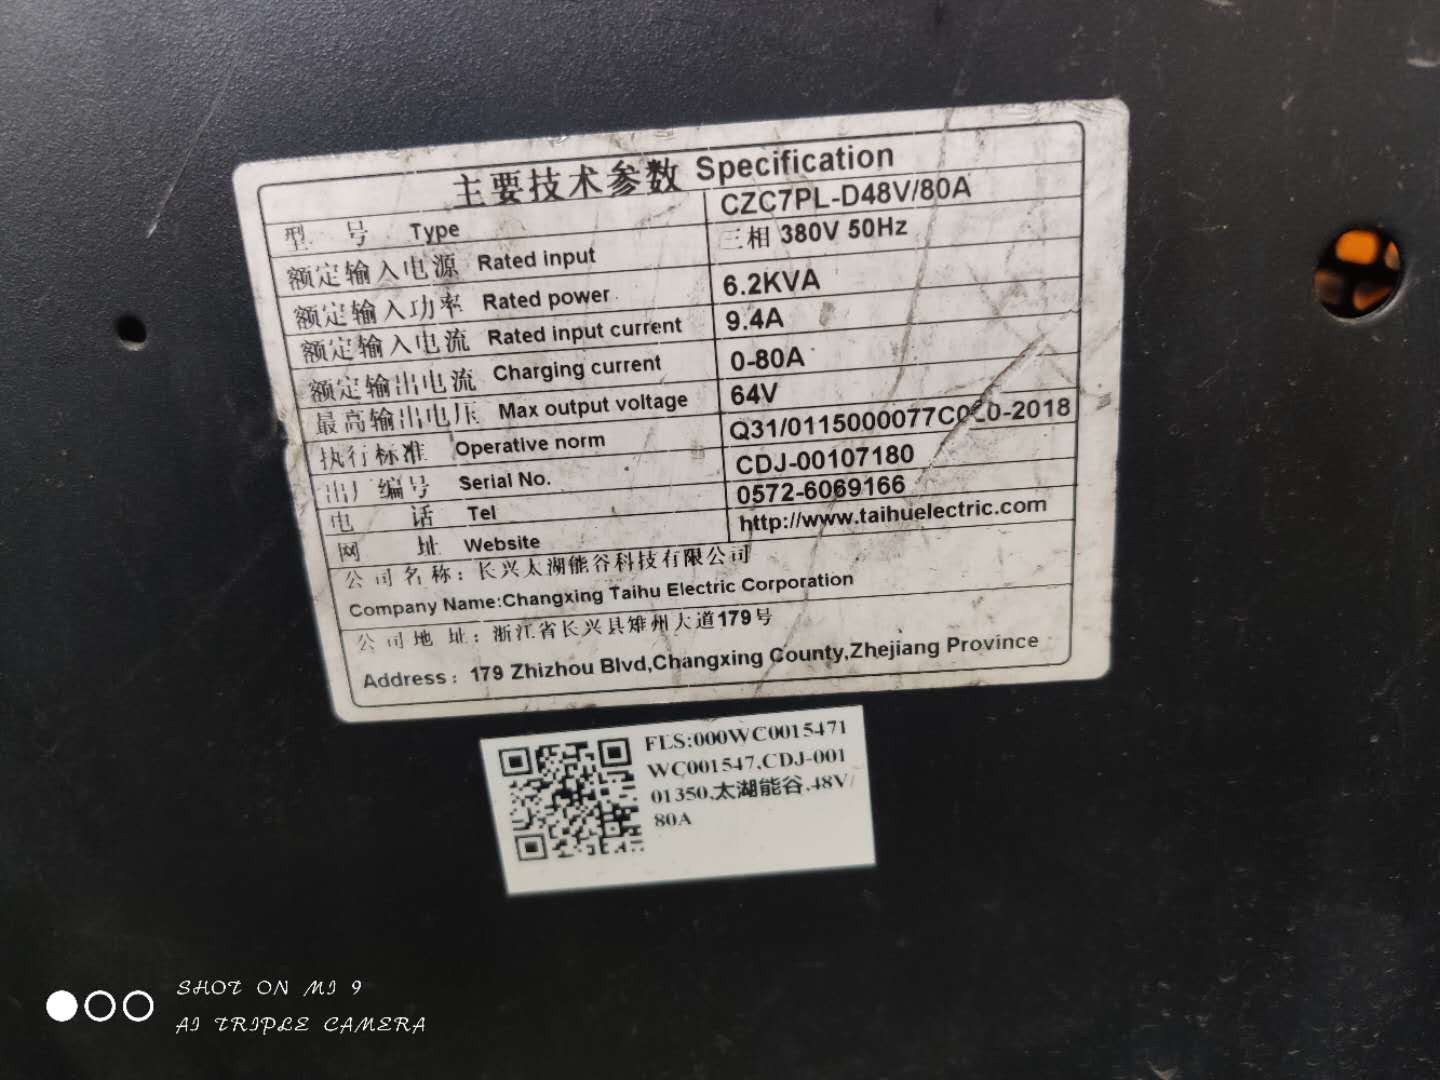 主要技术参数 Specification
型 号 Type CZC7PL-D48V/80A
额定输入电源 Rated input 三相 380V 50Hz
额定输入功率 Rated power 6.2KVA
额定输入电流 Rated input current 9.4A
额定输出电流 Charging current 0-80A
最高输出电压 Max output voltage 64V
执行标准 Operative norm
出厂编号 Serial No. CDJ-00107180
电 话 Tel 0572-6069166
网 址 Website http://www.taihuelectric.com
公司名称：长兴太湖能谷科技有限公司
Company Name:Changxing Taihu Electric Corporation
公司地址：浙江省长兴县雉州大道179号
Address：179 Zhizhou Blvd,Changxing County,Zhejiang Province
FLS:000WC0015471
WC001547,CDJ-001
01350,太湖能谷,48V/
80A
SHOT ON MI 9
AI TRIPLE CAMERA